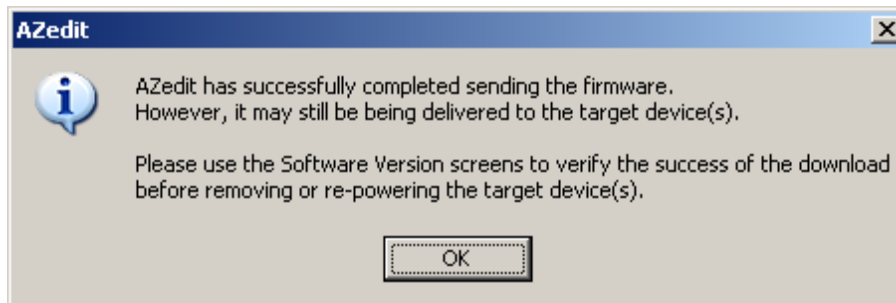 AZedit
AZedit has successfully completed sending the firmware.
However, it may still be being delivered to the target device(s).
Please use the Software Version screens to verify the success of the download
before removing or re-powering the target device(s).
OK